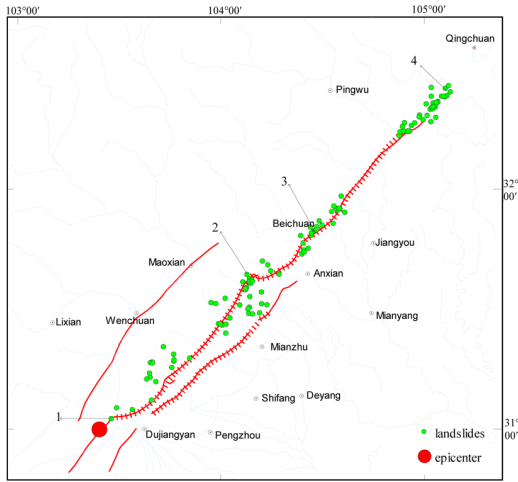 103°00'
104°00'
105°00'
Qingchuan
4
Pingwu
3
32°
00'
Beichuan
2
Jiangyou
Maoxian
Anxian
Lixian
Wenchuan
Mianyang
Mianzhu
Shifang
Deyang
1
Dujiangyan
Pengzhou
landslides
31°
00'
epicenter